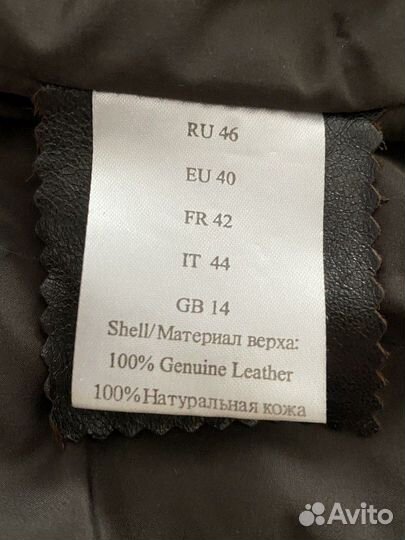 RU 46
EU 40
FR 42
IT 44
GB 14
Shell/Материал верха:
100% Genuine Leather
100%Натуральная кожа
Avito